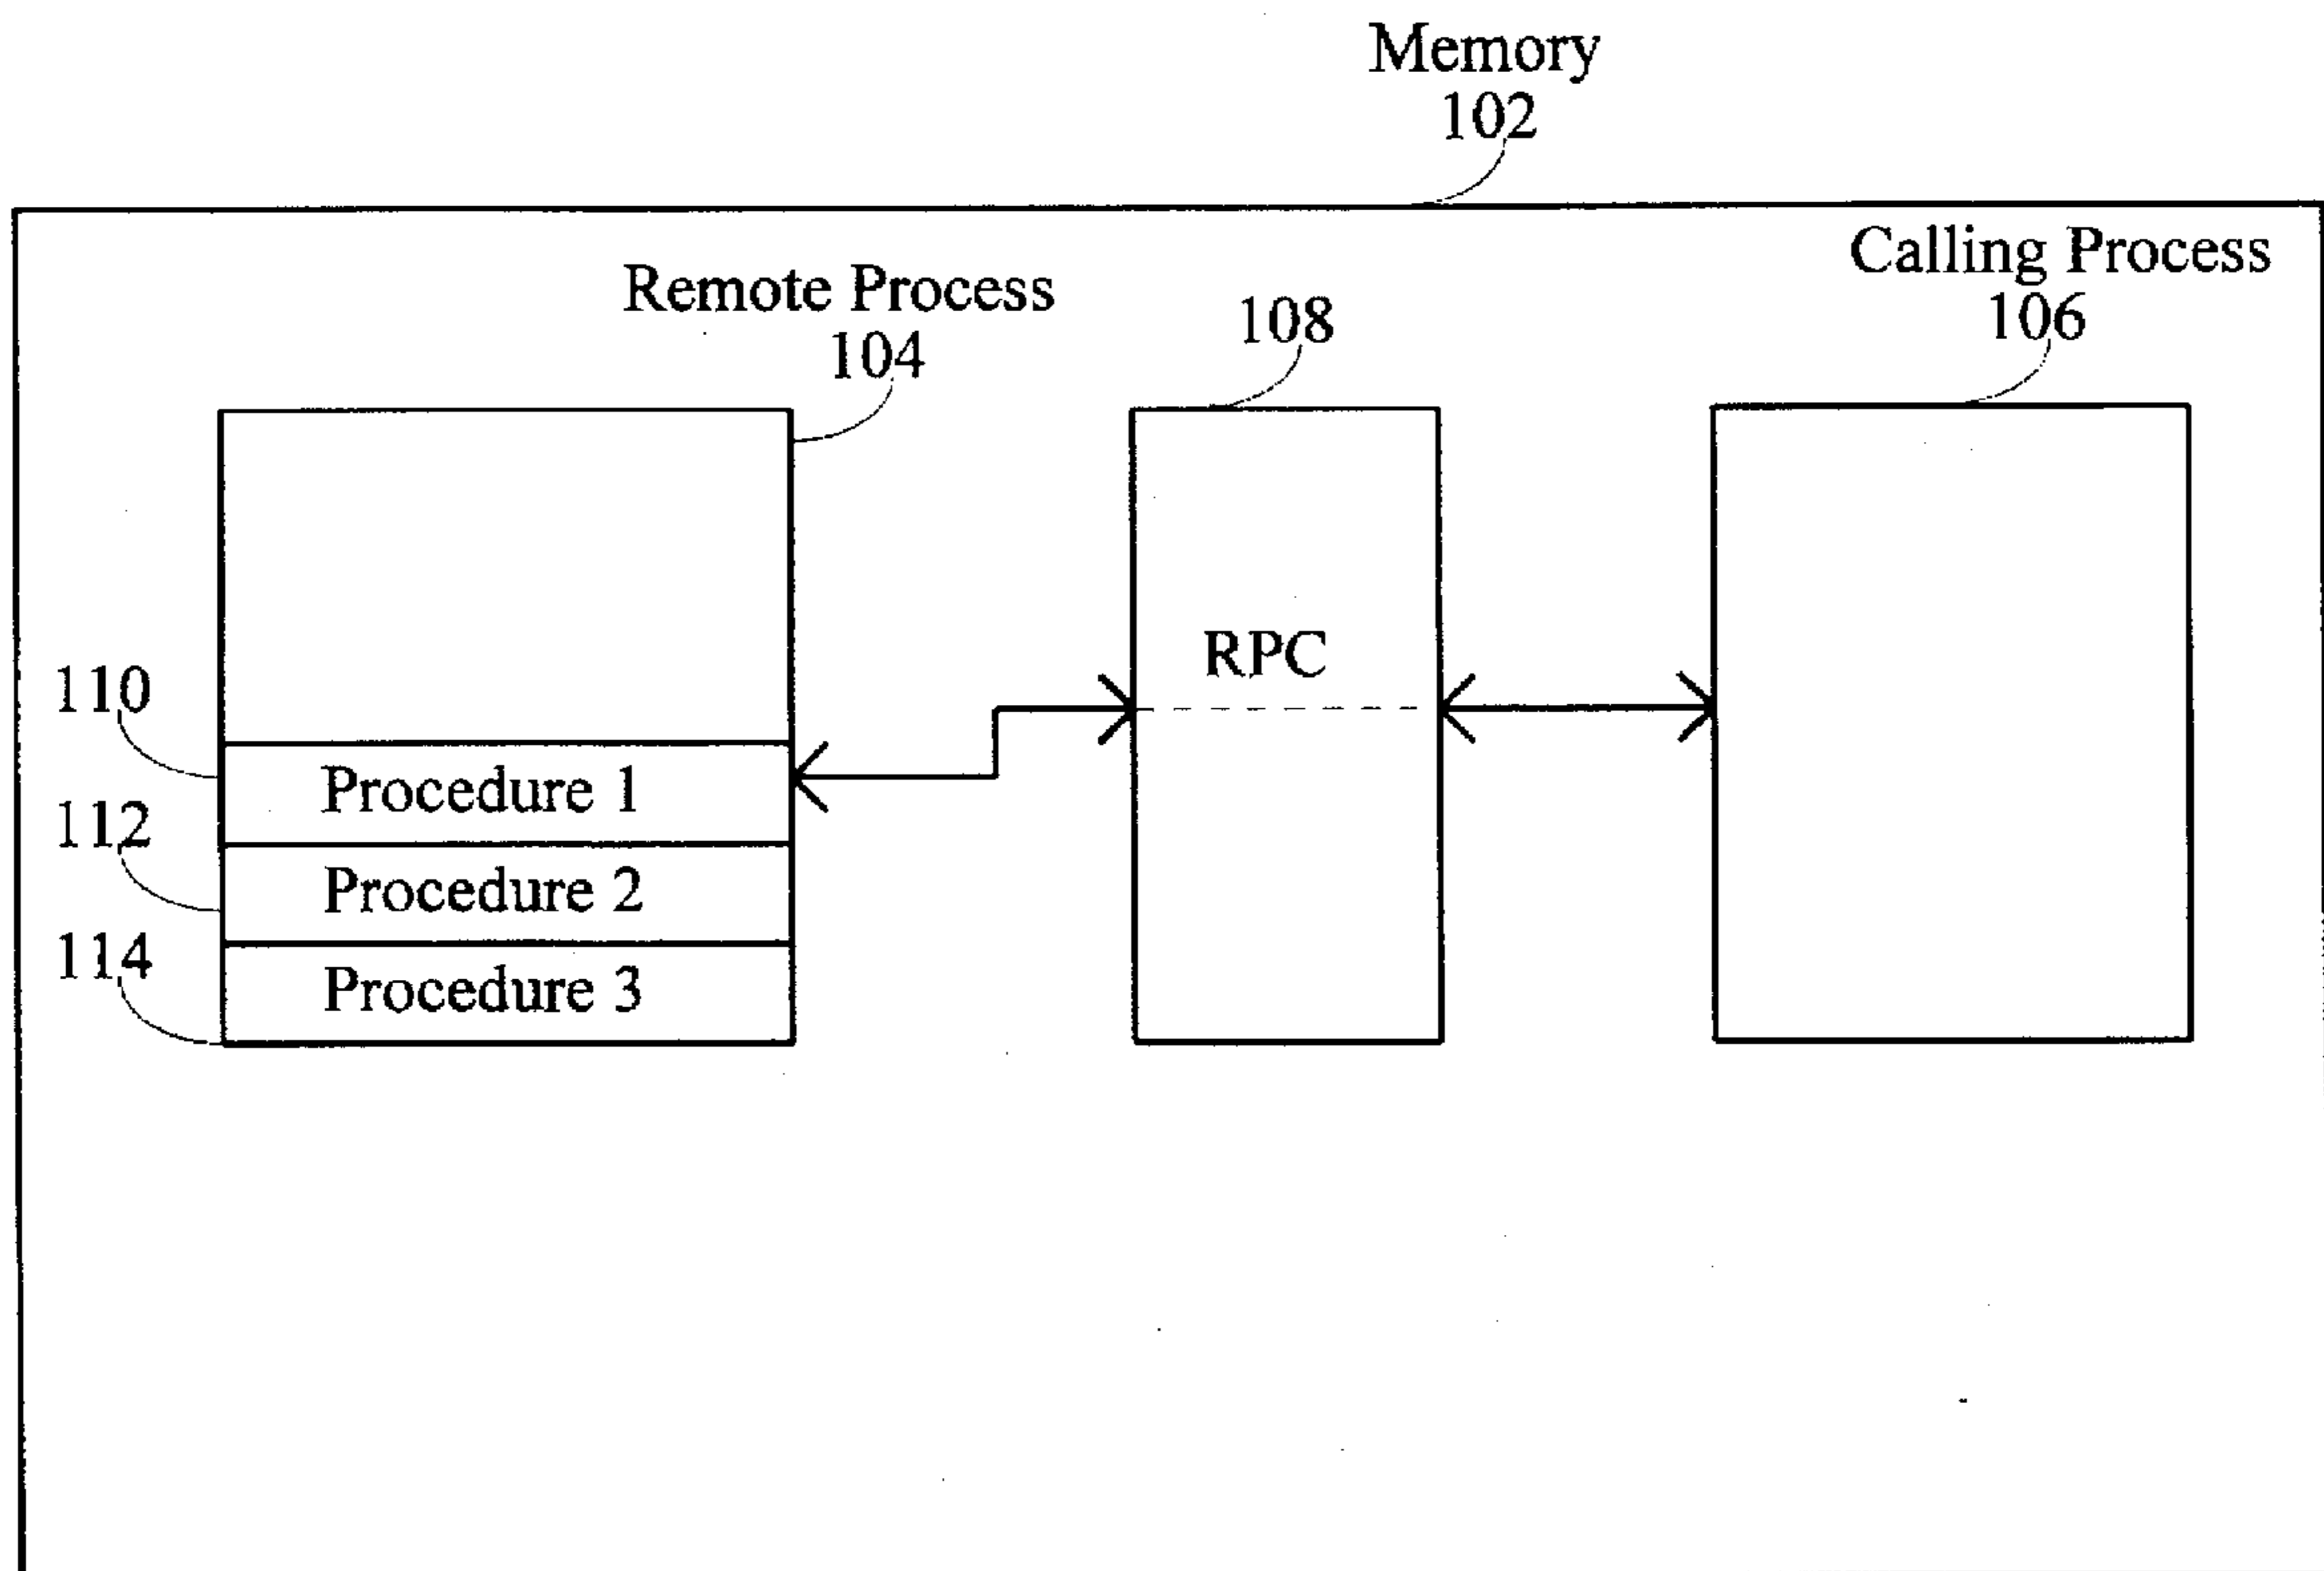 Memory
102
Calling Process
106
Remote Process
104
108
RPC
110
Procedure 1
112
Procedure 2
114
Procedure 3